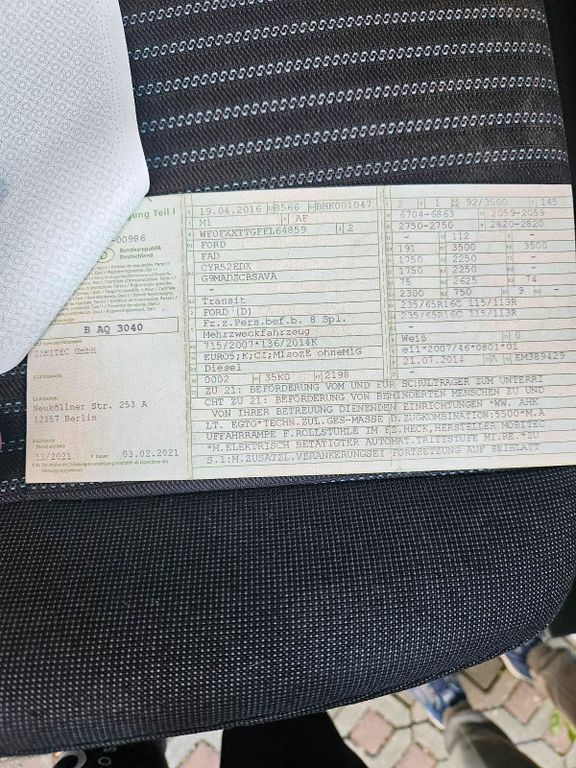 gung Teil I
-00986
Bundesrepublik
Deutschland
B AQ 3040
GmbH
Neuköllner Str. 253 A
12357 Berlin
12/2021
03.02.2021
19.04.2016 8566 BHK001047
M1 AF
WF0FXXTTGFFL64859 2
FORD
FAD
CYR52EDX
G9MADZCBSAVA
Transit
FORD (D)
Fz.z.Pers.bef.b. 8 Spl.
Mehrzweckfahrzeug
715/2007*136/2014K
EURO5;K;CI;M1sozE ohneM1G
Diesel
0002 35K0 2198
2 1 92/3500 145
6704-6863 2059-2059
2750-2750 2820-2820
- 112 -
191 3500 3500
1750 2250 -
1750 2250 -
75 2625 74
2300 750 9 -
235/65R16C 115/113R
235/65R16C 115/113R
-
Weiß 0
e11*2007/46*0801*01
21.07.2014 A EM389429
ZU 21: BEFÖRDERUNG VOM UND FÜR SCHULTRÄGER ZUM UNTERRI
CHT ZU 21: BEFÖRDERUNG VON BEHINDERTEN MENSCHEN ZU UND
VON IHRER BETREUUNG DIENENDEN EINRICHTUNGEN *WW. AHK
LT. EGTG*TECHN.ZUL.GES-MASSE D.ZUGKOMBINATION:5500*M.A
UFFAHRRAMPE F.ROLLSTÜHLE IM FZ.HECK,HERSTELLER MOBITEC
*M.ELEKTRISCH BETÄTIGTER AUTOMAT.TRITTSTUFE MI.RE.*ZU
S.1:M.ZUSÄTZL.VERANKERUNGSEI FORTSETZUNG AUF BEIBLATT